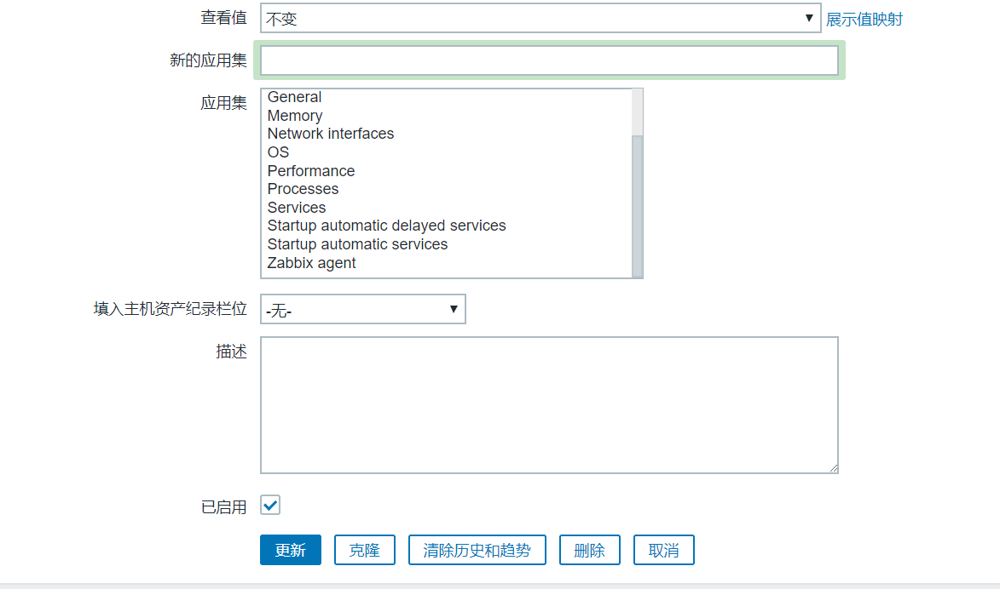 查看值 不变 展示值映射
新的应用集
应用集
General
Memory
Network interfaces
OS
Performance
Processes
Services
Startup automatic delayed services
Startup automatic services
Zabbix agent
填入主机资产纪录栏位 -无-
描述
已启用
更新 克隆 清除历史和趋势 删除 取消